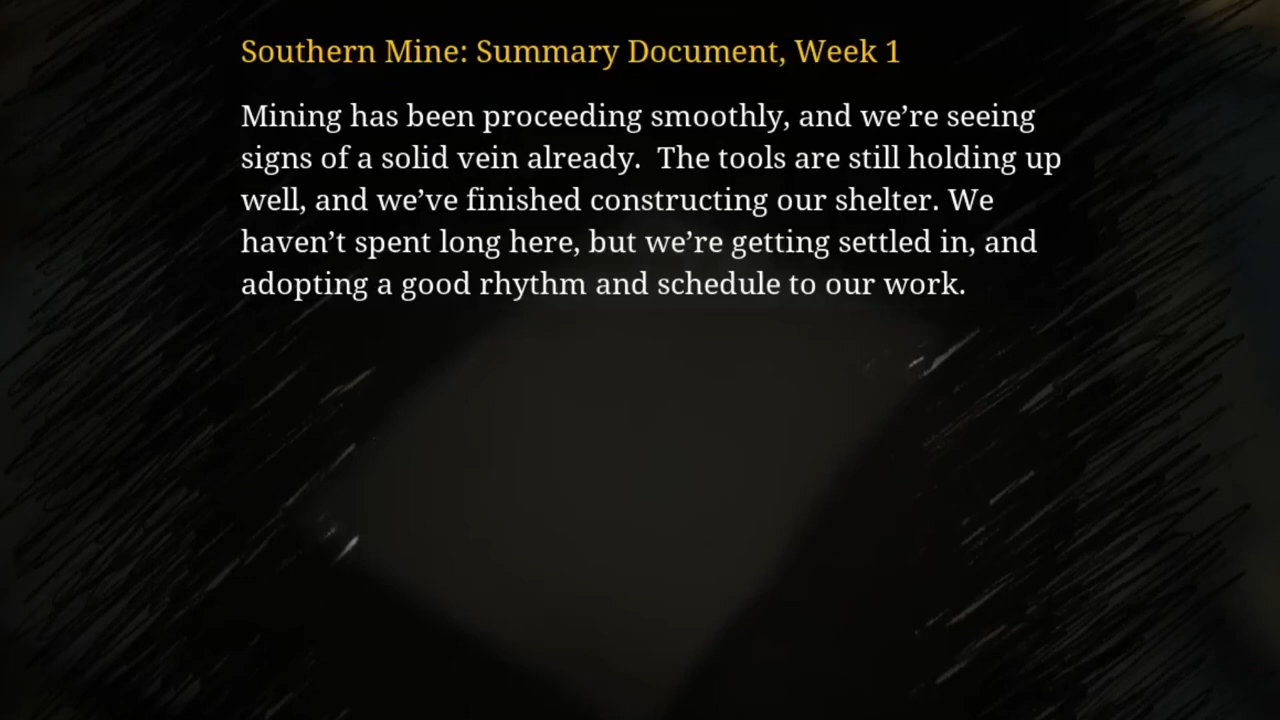 Southern Mine: Summary Document, Week 1
Mining has been proceeding smoothly, and we’re seeing
signs of a solid vein already.  The tools are still holding up
well, and we’ve finished constructing our shelter. We
haven’t spent long here, but we’re getting settled in, and
adopting a good rhythm and schedule to our work.